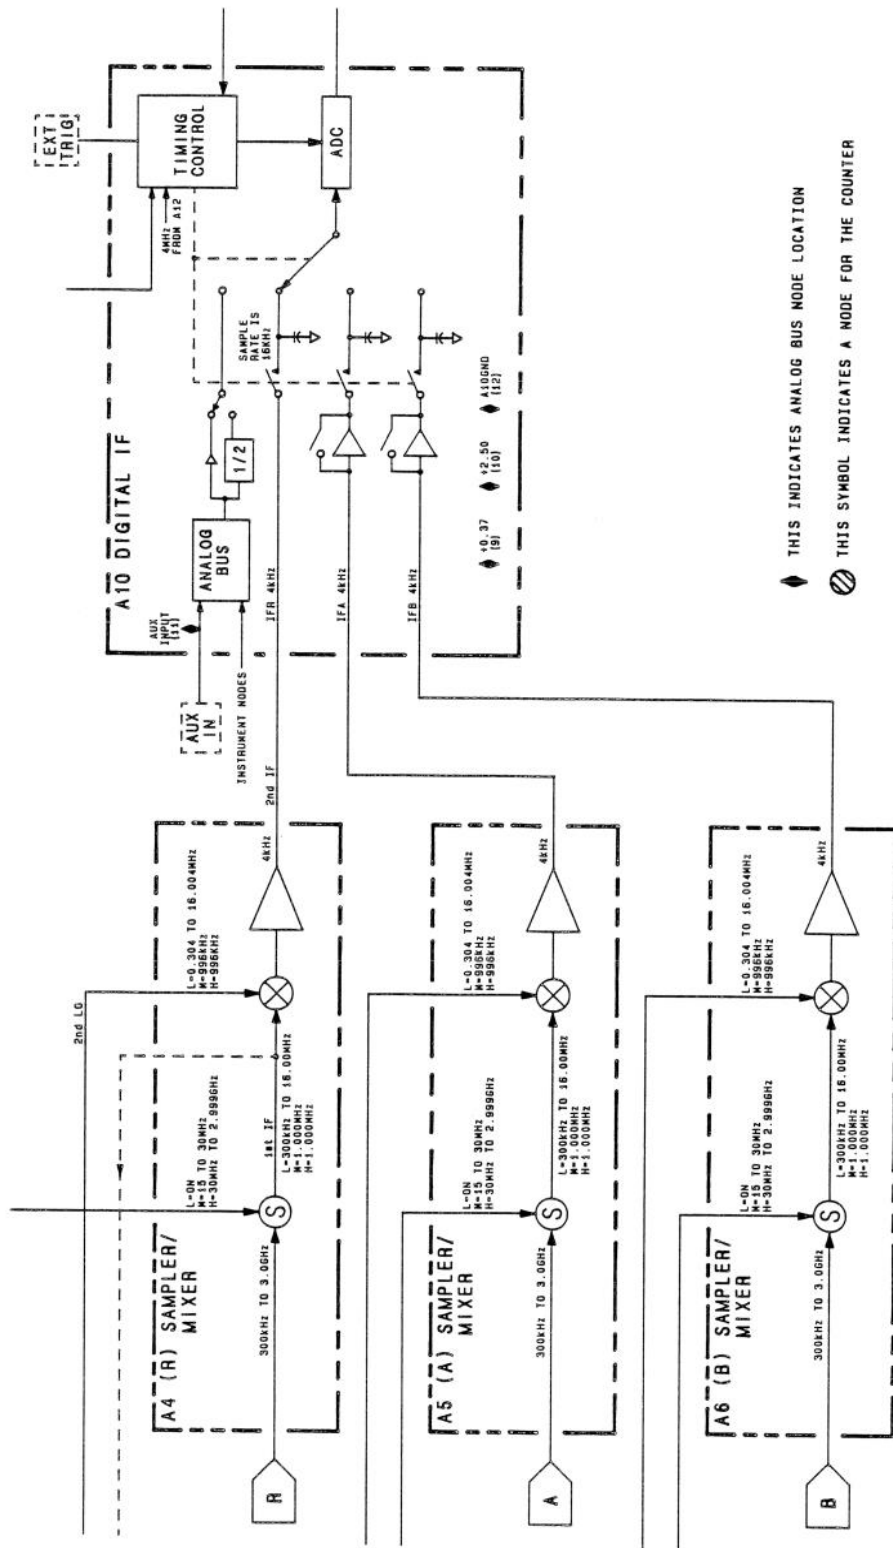 A4 (R) SAMPLER/
MIXER
R
300kHz TO 3.0GHz
S
L=ON
M=15 TO 30MHz
H=30MHz TO 2.999GHz
1st IF
L=300kHz TO 16.00MHz
M=1.000MHz
H=1.000MHz
2nd LO
L=0.304 TO 16.004MHz
M=996kHz
H=996kHz
4kHz
2nd IF
A5 (A) SAMPLER/
MIXER
A
300kHz TO 3.0GHz
S
L=ON
M=15 TO 30MHz
H=30MHz TO 2.999GHz
L=300kHz TO 16.00MHz
M=1.000MHz
H=1.000MHz
L=0.304 TO 16.004MHz
M=996kHz
H=996kHz
4kHz
A6 (B) SAMPLER/
MIXER
B
300kHz TO 3.0GHz
S
L=ON
M=15 TO 30MHz
H=30MHz TO 2.999GHz
L=300kHz TO 16.00MHz
M=1.000MHz
H=1.000MHz
L=0.304 TO 16.004MHz
M=996kHz
H=996kHz
4kHz
A10 DIGITAL IF
AUX
IN
AUX
INPUT
(11)
INSTRUMENT NODES
ANALOG
BUS
1/2
IFR 4kHz
IFA 4kHz
IFB 4kHz
SAMPLE
RATE IS
16KHz
+0.37
(9)
+2.50
(10)
A10GND
(12)
4MHz
FROM A12
EXT
TRIG
TIMING
CONTROL
ADC
THIS INDICATES ANALOG BUS NODE LOCATION
THIS SYMBOL INDICATES A NODE FOR THE COUNTER